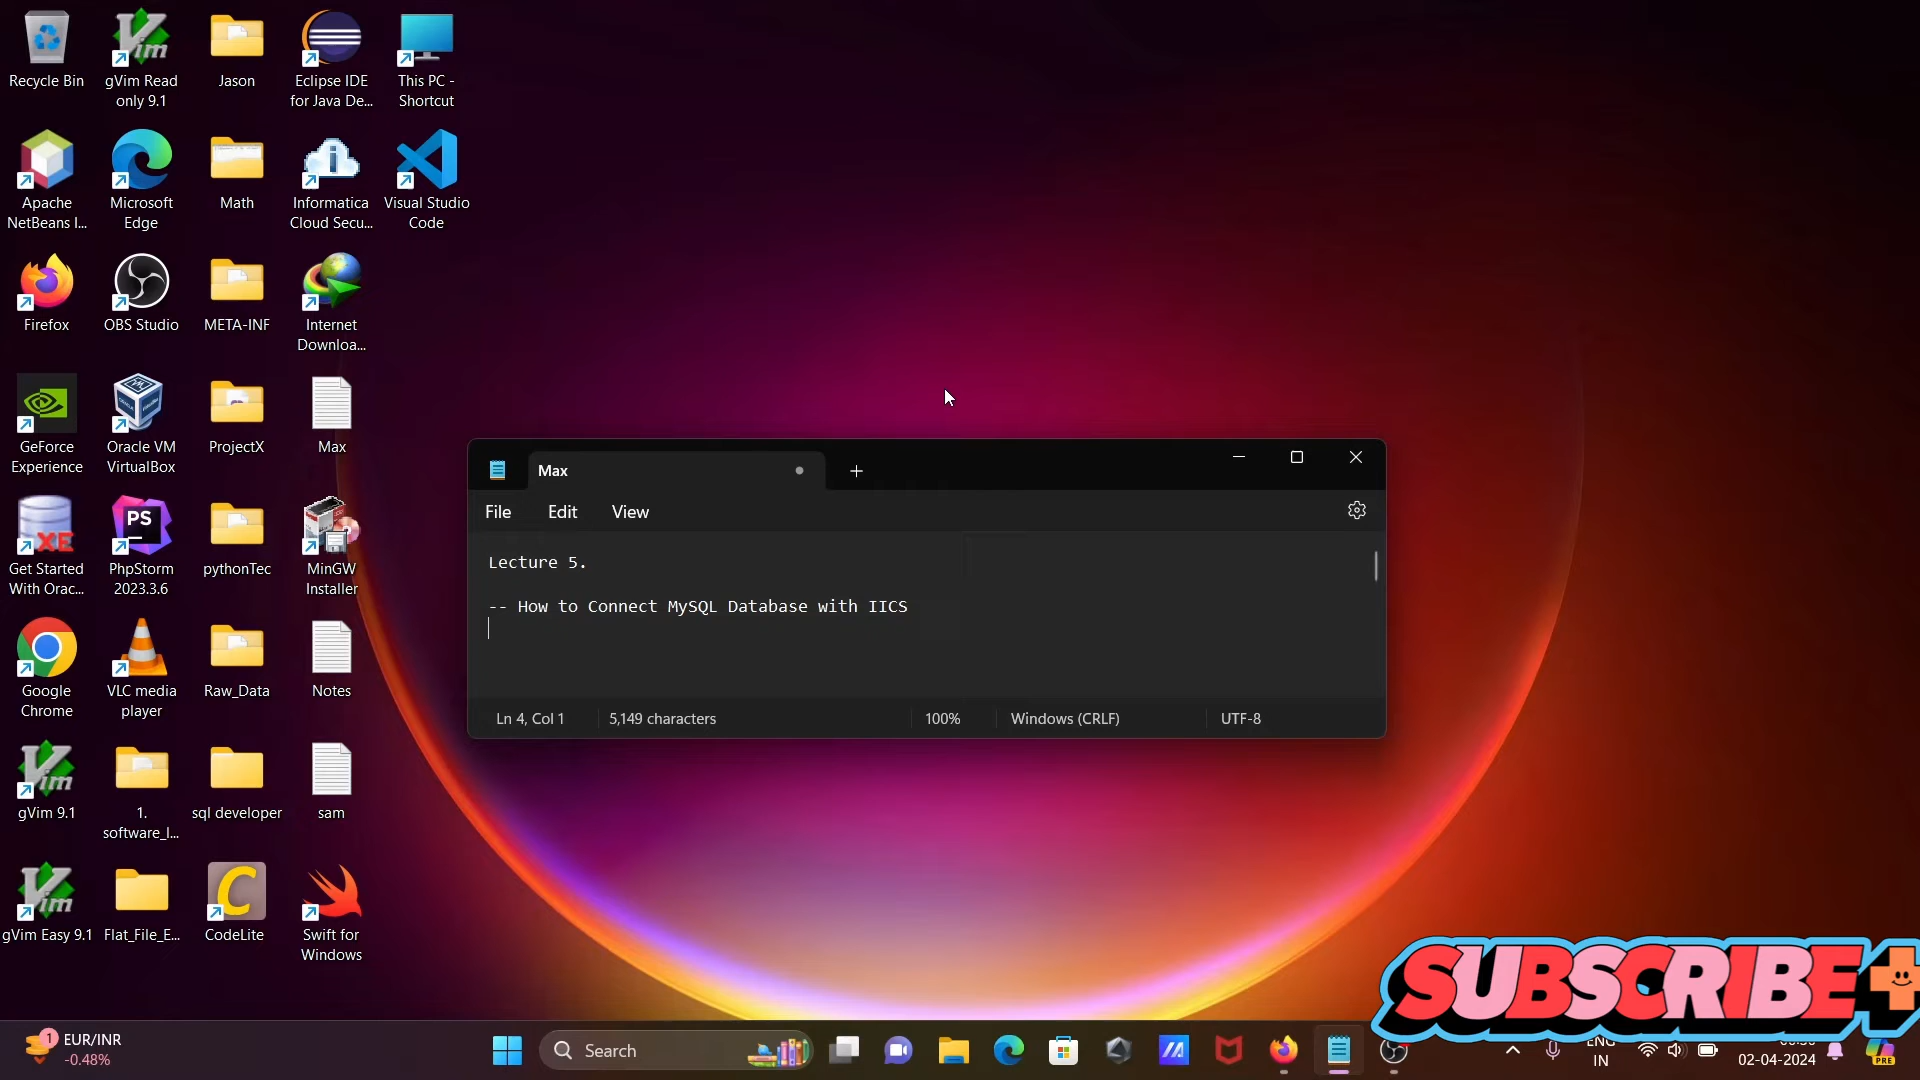 Recycle Bin
gVim Read
only 9.1
Jason
Eclipse IDE
for Java De...
This PC -
Shortcut
Apache
NetBeans I...
Microsoft
Edge
Math
Informatica
Cloud Secu...
Visual Studio
Code
Firefox
OBS Studio
META-INF
Internet
Downloa...
GeForce
Experience
Oracle VM
VirtualBox
ProjectX
Max
Get Started
With Orac...
PhpStorm
2023.3.6
pythonTec
MinGW
Installer
Google
Chrome
VLC media
player
Raw_Data
Notes
gVim 9.1
1.
software_I...
sql developer
sam
gVim Easy 9.1
Flat_File_E...
CodeLite
Swift for
Windows
Max
File Edit View
Lecture 5.
-- How to Connect MySQL Database with IICS
Ln 4, Col 1
5,149 characters
100%
Windows (CRLF)
UTF-8
SUBSCRIBE
EUR/INR
-0.48%
1
Search
ENG
IN
02-04-2024
PRE
XE
PS